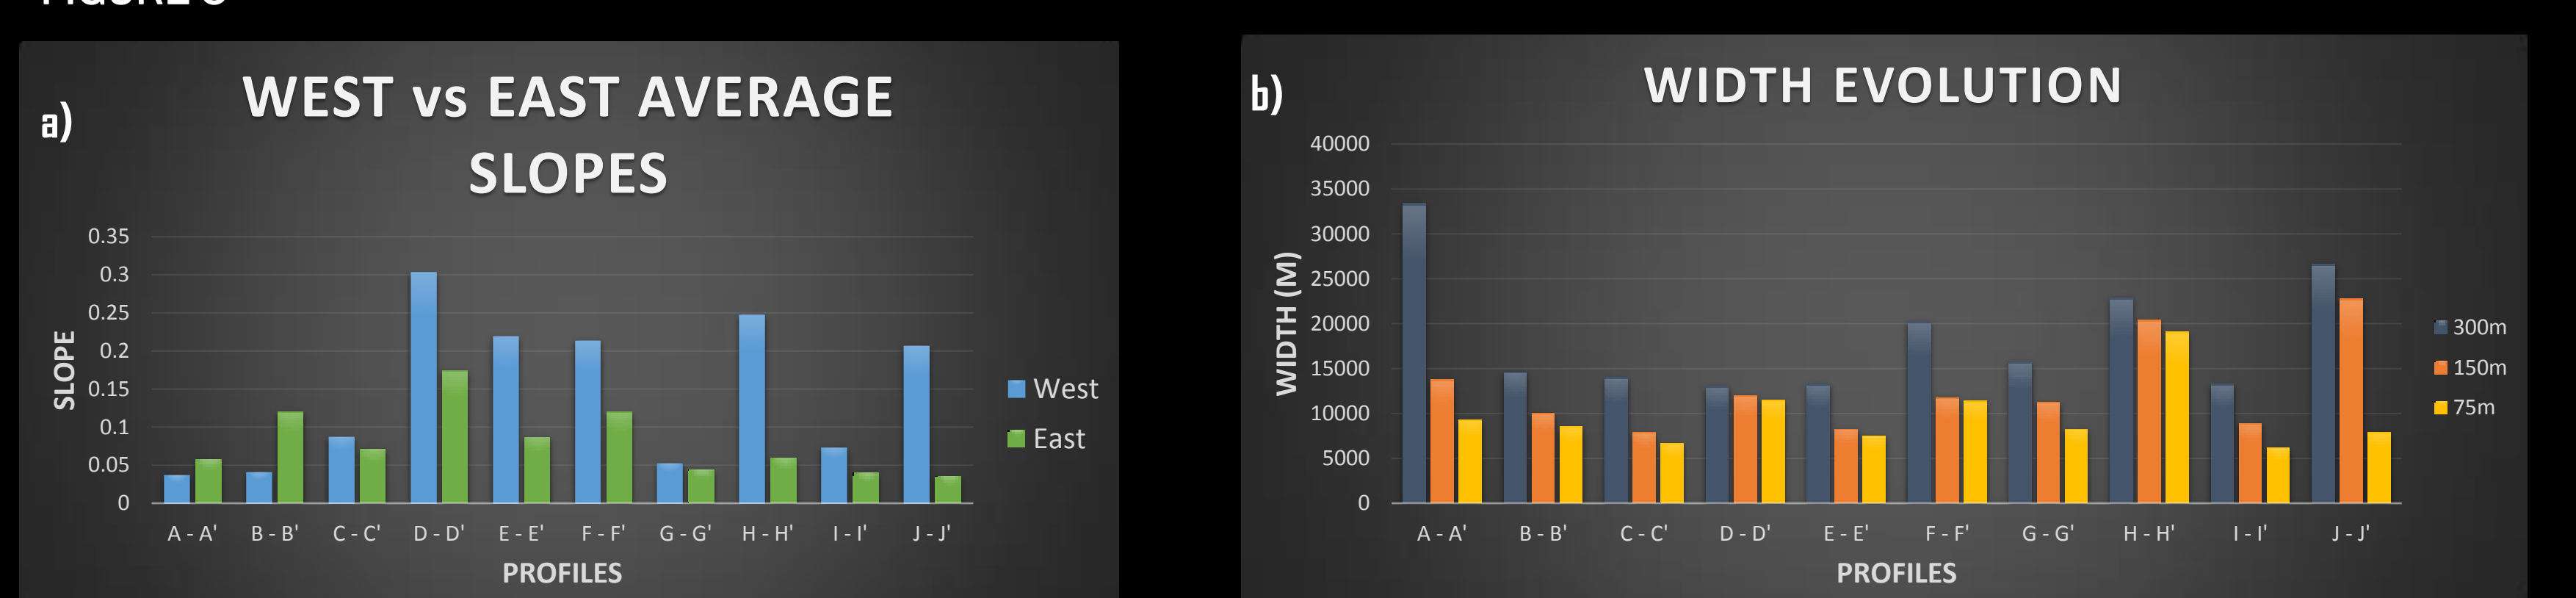 a)
WEST vs EAST AVERAGE
SLOPES
0.35
0.3
0.25
0.2
0.15
0.1
0.05
0
SLOPE
A - A' B - B' C - C' D - D' E - E' F - F' G - G' H - H' I - I' J - J'
PROFILES
West
East
b)
WIDTH EVOLUTION
40000
35000
30000
25000
20000
15000
10000
5000
0
WIDTH (M)
A - A' B - B' C - C' D - D' E - E' F - F' G - G' H - H' I - I' J - J'
PROFILES
300m
150m
75m